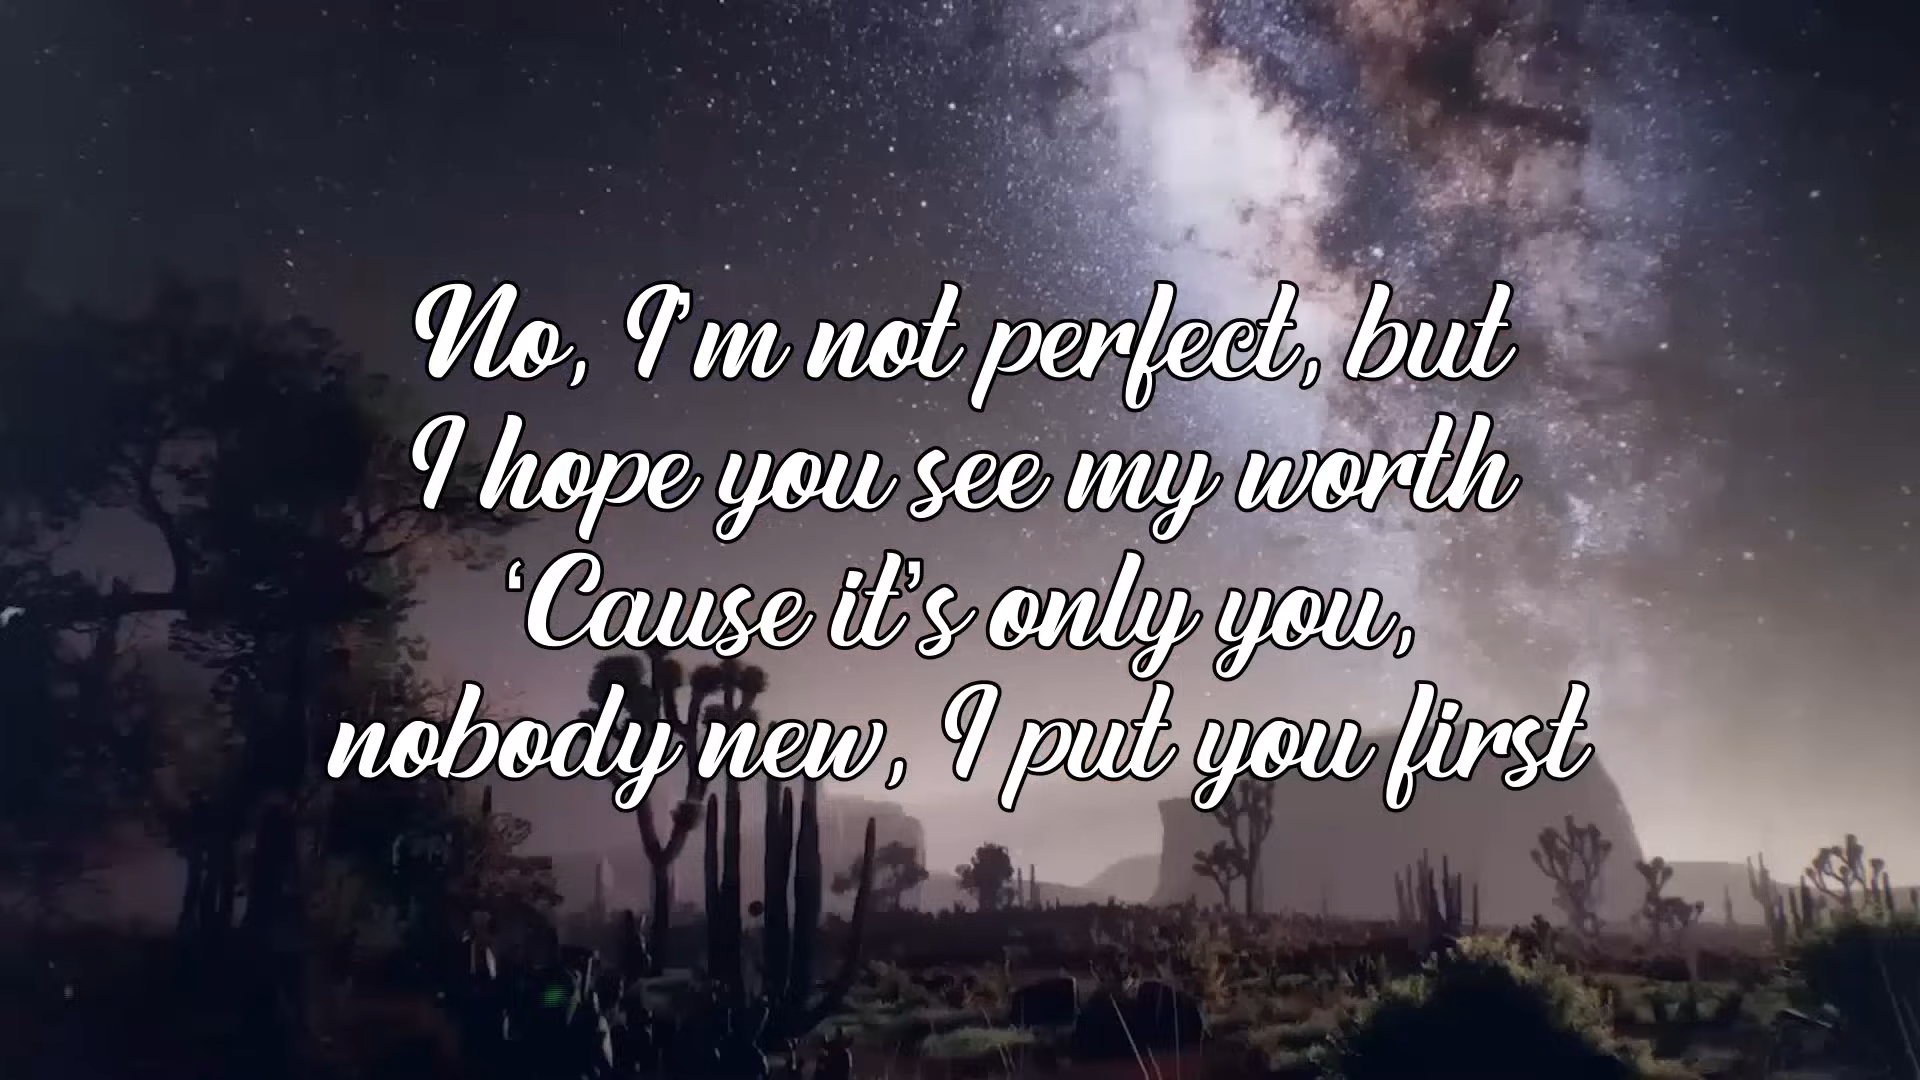 No, I'm not perfect, but
I hope you see my worth
‘Cause it’s only you,
nobody new, I put you first